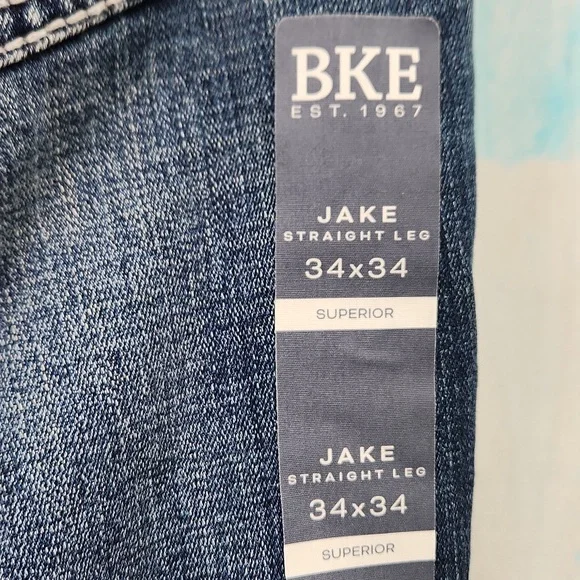 BKE
EST. 1967
JAKE
STRAIGHT LEG
34x34
SUPERIOR
JAKE
STRAIGHT LEG
34x34
SUPERIOR